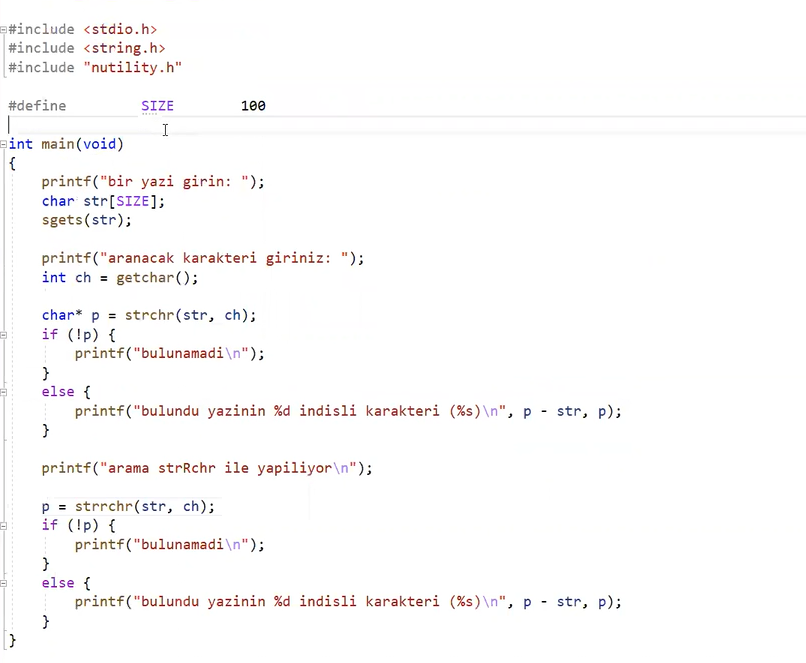 #include <stdio.h>
#include <string.h>
#include "nutility.h"
#define SIZE 100
int main(void)
{
printf("bir yazi girin: ");
char str[SIZE];
sgets(str);
printf("aranacak karakteri giriniz: ");
int ch = getchar();
char* p = strchr(str, ch);
if (!p) {
printf("bulunamadi\n");
}
else {
printf("bulundu yazinin %d indisli karakteri (%s)\n", p - str, p);
}
printf("arama strRchr ile yapiliyor\n");
p = strrchr(str, ch);
if (!p) {
printf("bulunamadi\n");
}
else {
printf("bulundu yazinin %d indisli karakteri (%s)\n", p - str, p);
}
}